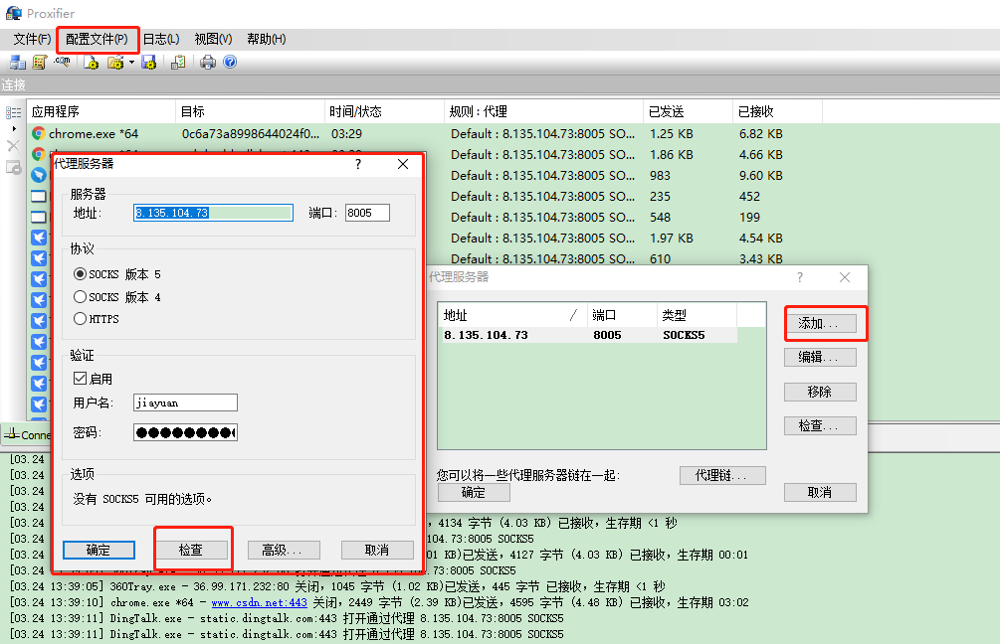 Proxifier
文件(F) 配置文件(P) 日志(L) 视图(V) 帮助(H)
连接
应用程序 目标 时间/状态 规则 : 代理 已发送 已接收
chrome.exe *64 0c6a73a8998644024f0... 03:29 Default : 8.135.104.73:8005 SO... 1.25 KB 6.82 KB
Default : 8.135.104.73:8005 SO... 1.86 KB 4.66 KB
Default : 8.135.104.73:8005 SO... 983 9.60 KB
Default : 8.135.104.73:8005 SO... 235 452
Default : 8.135.104.73:8005 SO... 548 199
Default : 8.135.104.73:8005 SO... 1.97 KB 4.54 KB
Default : 8.135.104.73:8005 SO... 610 3.43 KB
代理服务器 ?
服务器
地址: 8.135.104.73 端口: 8005
协议
SOCKS 版本 5
SOCKS 版本 4
HTTPS
验证
启用
用户名: jiayuan
密码:
选项
没有 SOCKS5 可用的选项。
确定 检查 高级... 取消
代理服务器 ?
地址 / 端口 类型
8.135.104.73 8005 SOCKS5
添加...
编辑...
移除
检查...
您可以将一些代理服务器链在一起: 代理链...
确定 取消
Conne
[03.24
[03.24
[03.24
[03.24
[03.24 , 4134 字节 (4.03 KB) 已接收，生存期 <1 秒
[03.24 104.73:8005 SOCKS5
[03.24 01 KB)已发送，4127 字节 (4.03 KB) 已接收，生存期 00:01
[03.24 104.73:8005 SOCKS5
[03.24 13:39:05] 360Tray.exe - 36.99.171.232:80 关闭，1045 字节 (1.02 KB)已发送，445 字节 已接收，生存期 <1 秒
[03.24 13:39:10] chrome.exe *64 - www.csdn.net:443 关闭，2449 字节 (2.39 KB)已发送，4595 字节 (4.48 KB) 已接收，生存期 03:02
[03.24 13:39:11] DingTalk.exe - static.dingtalk.com:443 打开通过代理 8.135.104.73:8005 SOCKS5
[03.24 13:39:11] DingTalk.exe - static.dingtalk.com:443 打开通过代理 8.135.104.73:8005 SOCKS5